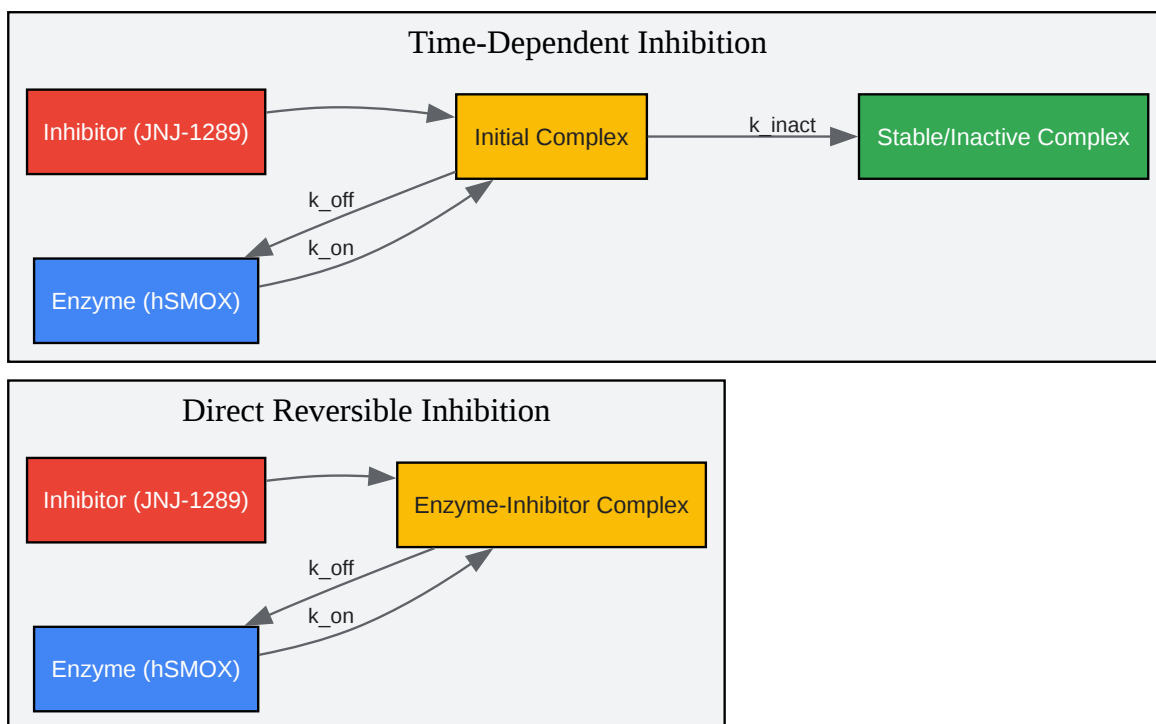 Time-Dependent Inhibition
Inhibitor (JNJ-1289)
Initial Complex
k_inact
Stable/Inactive Complex
k_off
k_on
Enzyme (hSMOX)
Direct Reversible Inhibition
Inhibitor (JNJ-1289)
Enzyme-Inhibitor Complex
k_off
k_on
Enzyme (hSMOX)